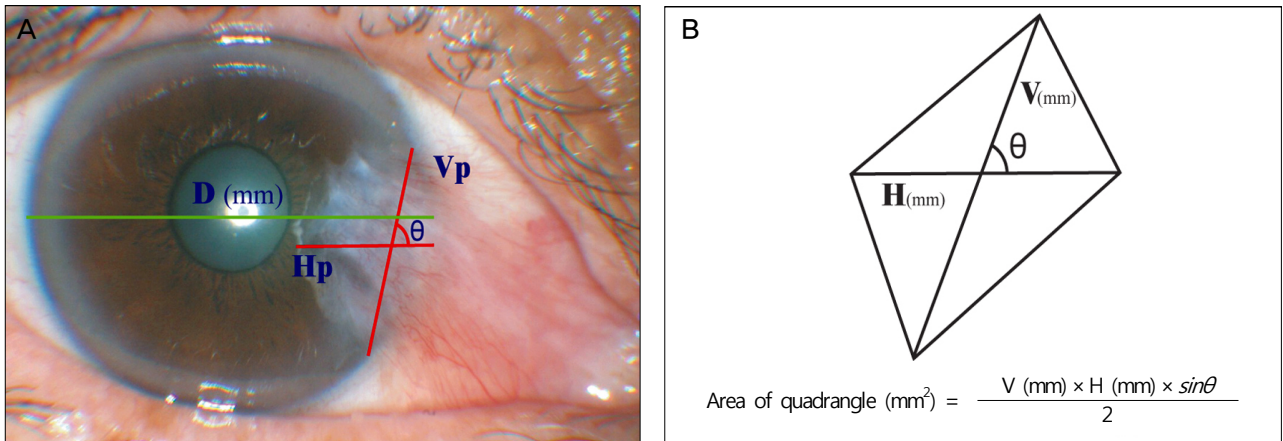 A
D (mm)
Vp
θ
Hp
B
V(mm)
θ
H(mm)
Area of quadrangle (mm²) = V (mm) × H (mm) × sinθ
2